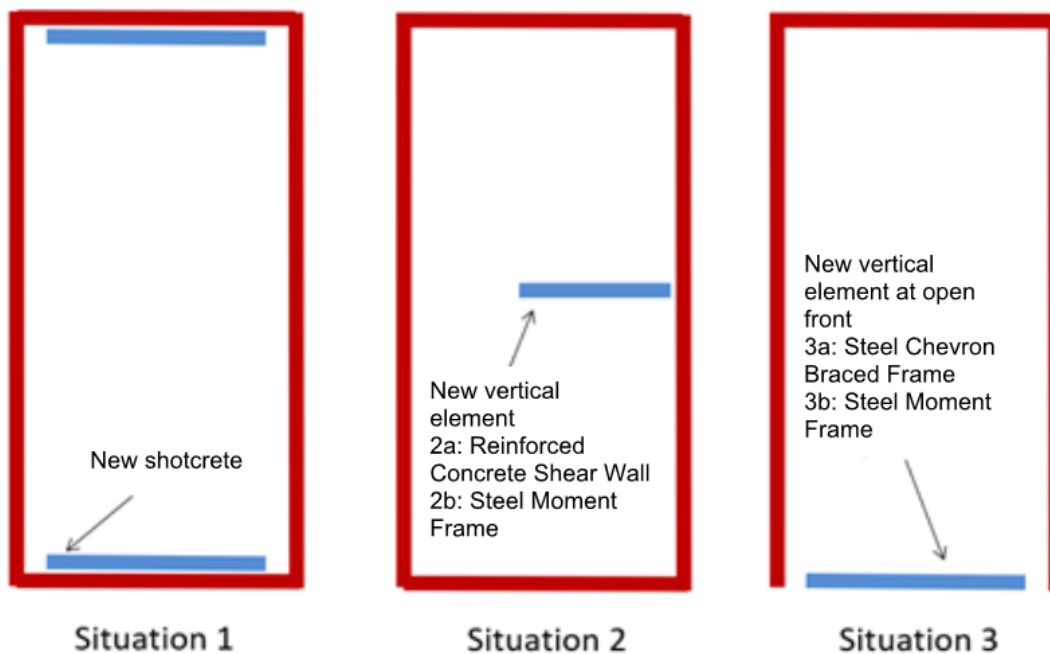 New shotcrete
New vertical
element
2a: Reinforced
Concrete Shear Wall
2b: Steel Moment
Frame
New vertical
element at open
front
3a: Steel Chevron
Braced Frame
3b: Steel Moment
Frame
Situation 1
Situation 2
Situation 3